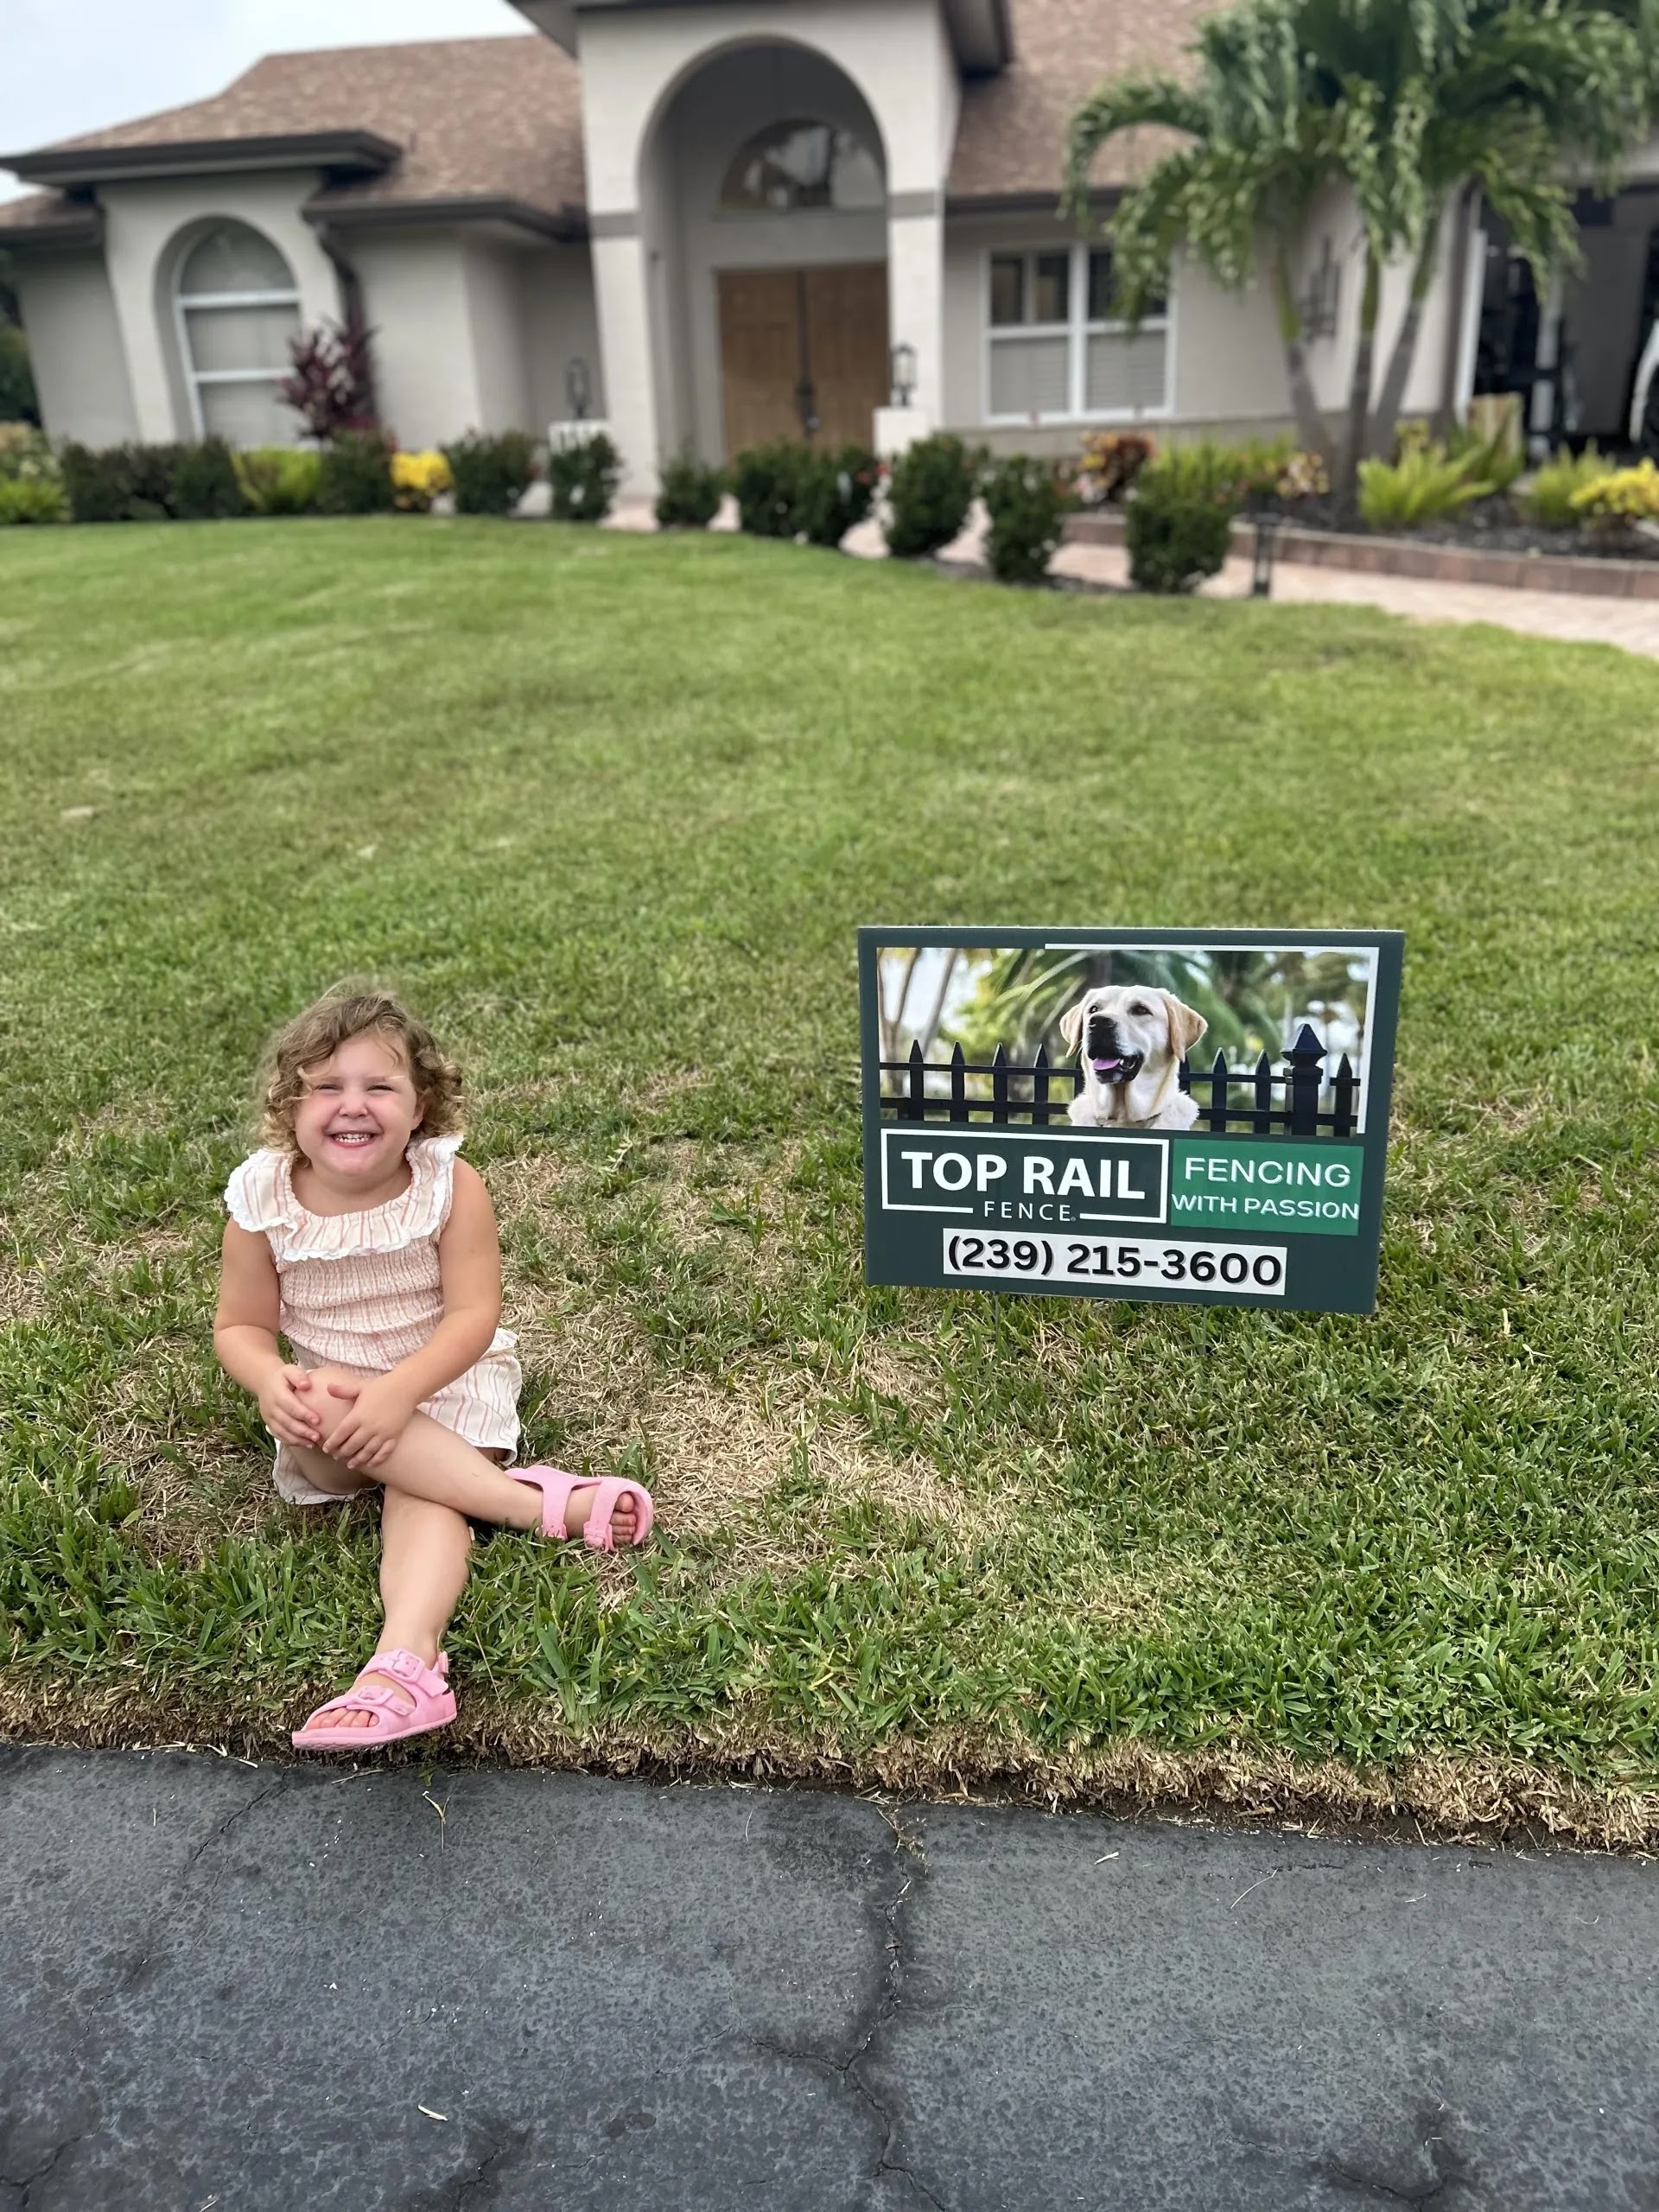 TOP RAIL
FENCE
FENCING
WITH PASSION
(239) 215-3600